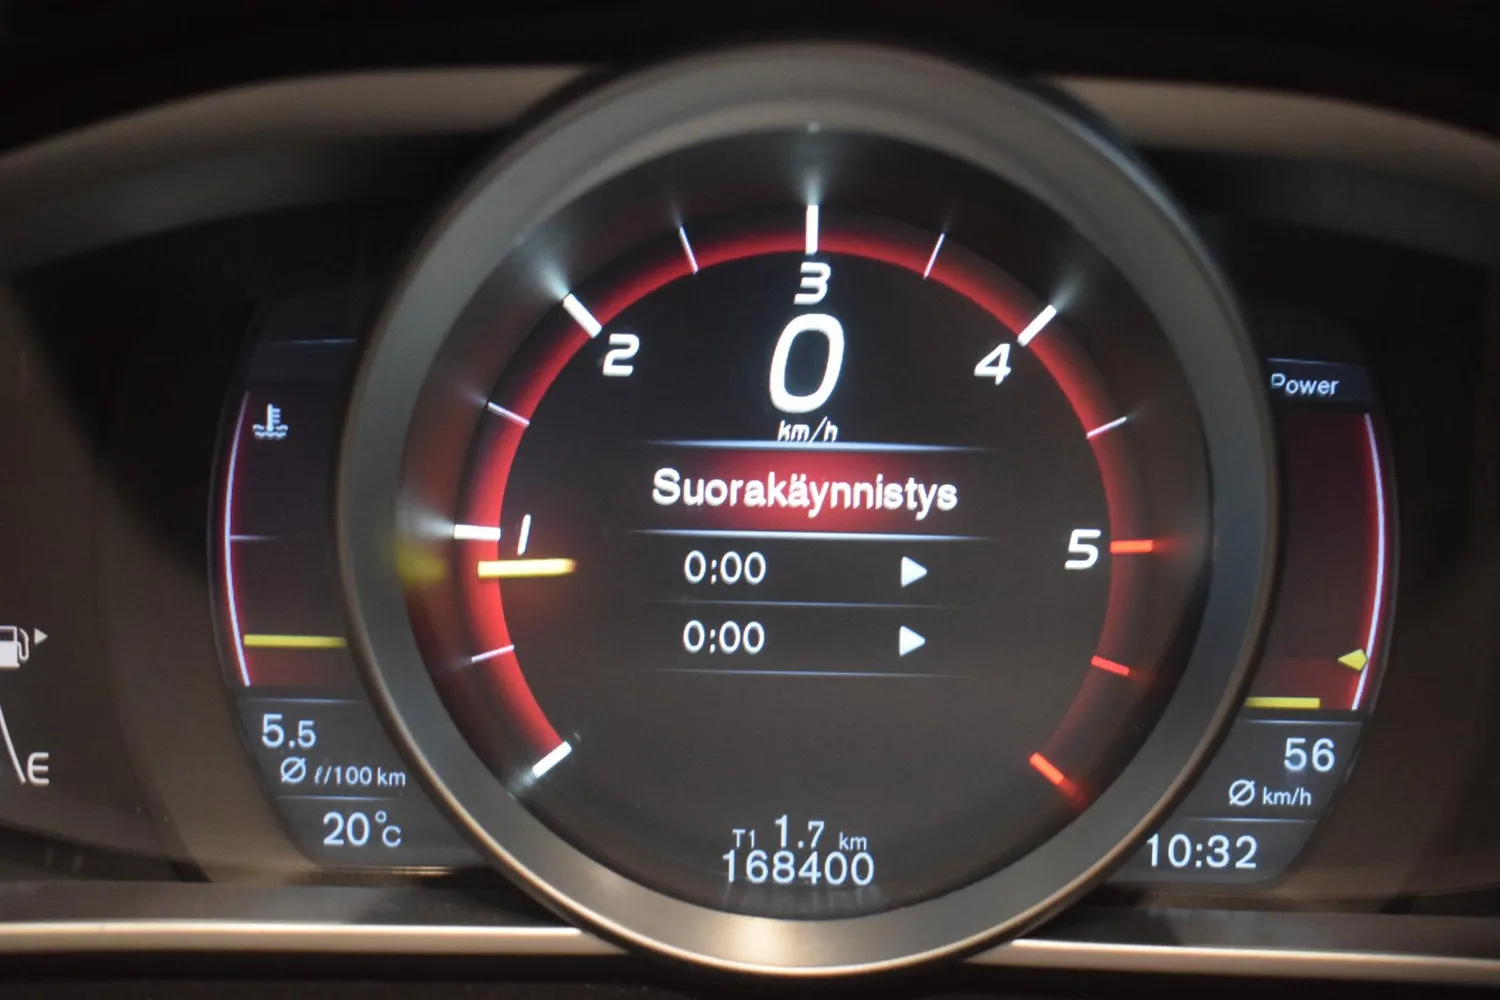 3
2
0
4
km/h
Power
Suorakäynnistys
1
0:00
5
0:00
E
5.5
Ø ℓ/100 km
20°C
56
Ø km/h
10:32
T1 1.7 km
168400